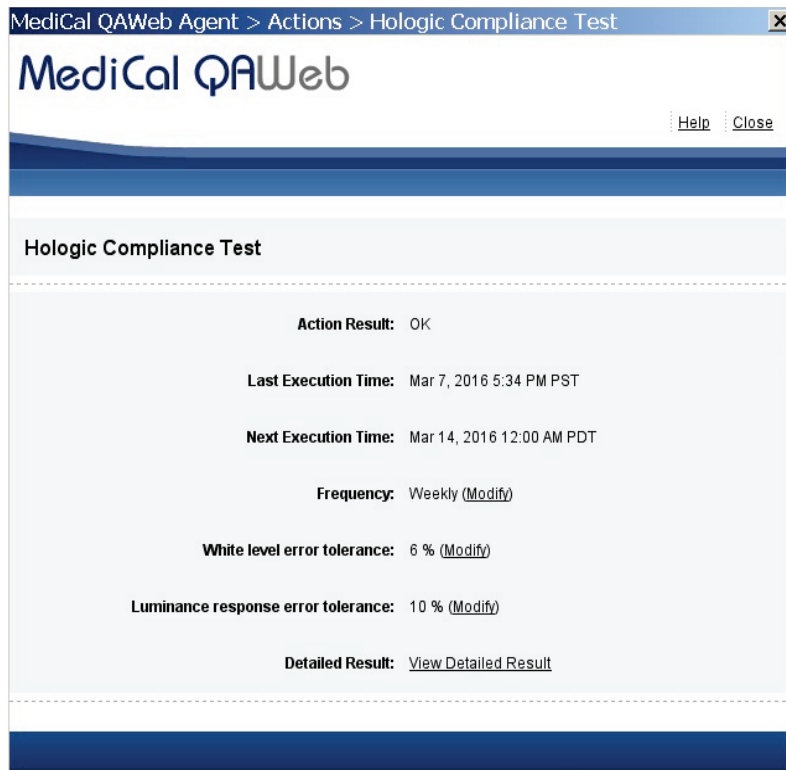 MediCal QAWeb Agent > Actions > Hologic Compliance Test
MediCal QAWeb
Help Close
Hologic Compliance Test
Action Result: OK
Last Execution Time: Mar 7, 2016 5:34 PM PST
Next Execution Time: Mar 14, 2016 12:00 AM PDT
Frequency: Weekly (Modify)
White level error tolerance: 6 % (Modify)
Luminance response error tolerance: 10 % (Modify)
Detailed Result: View Detailed Result